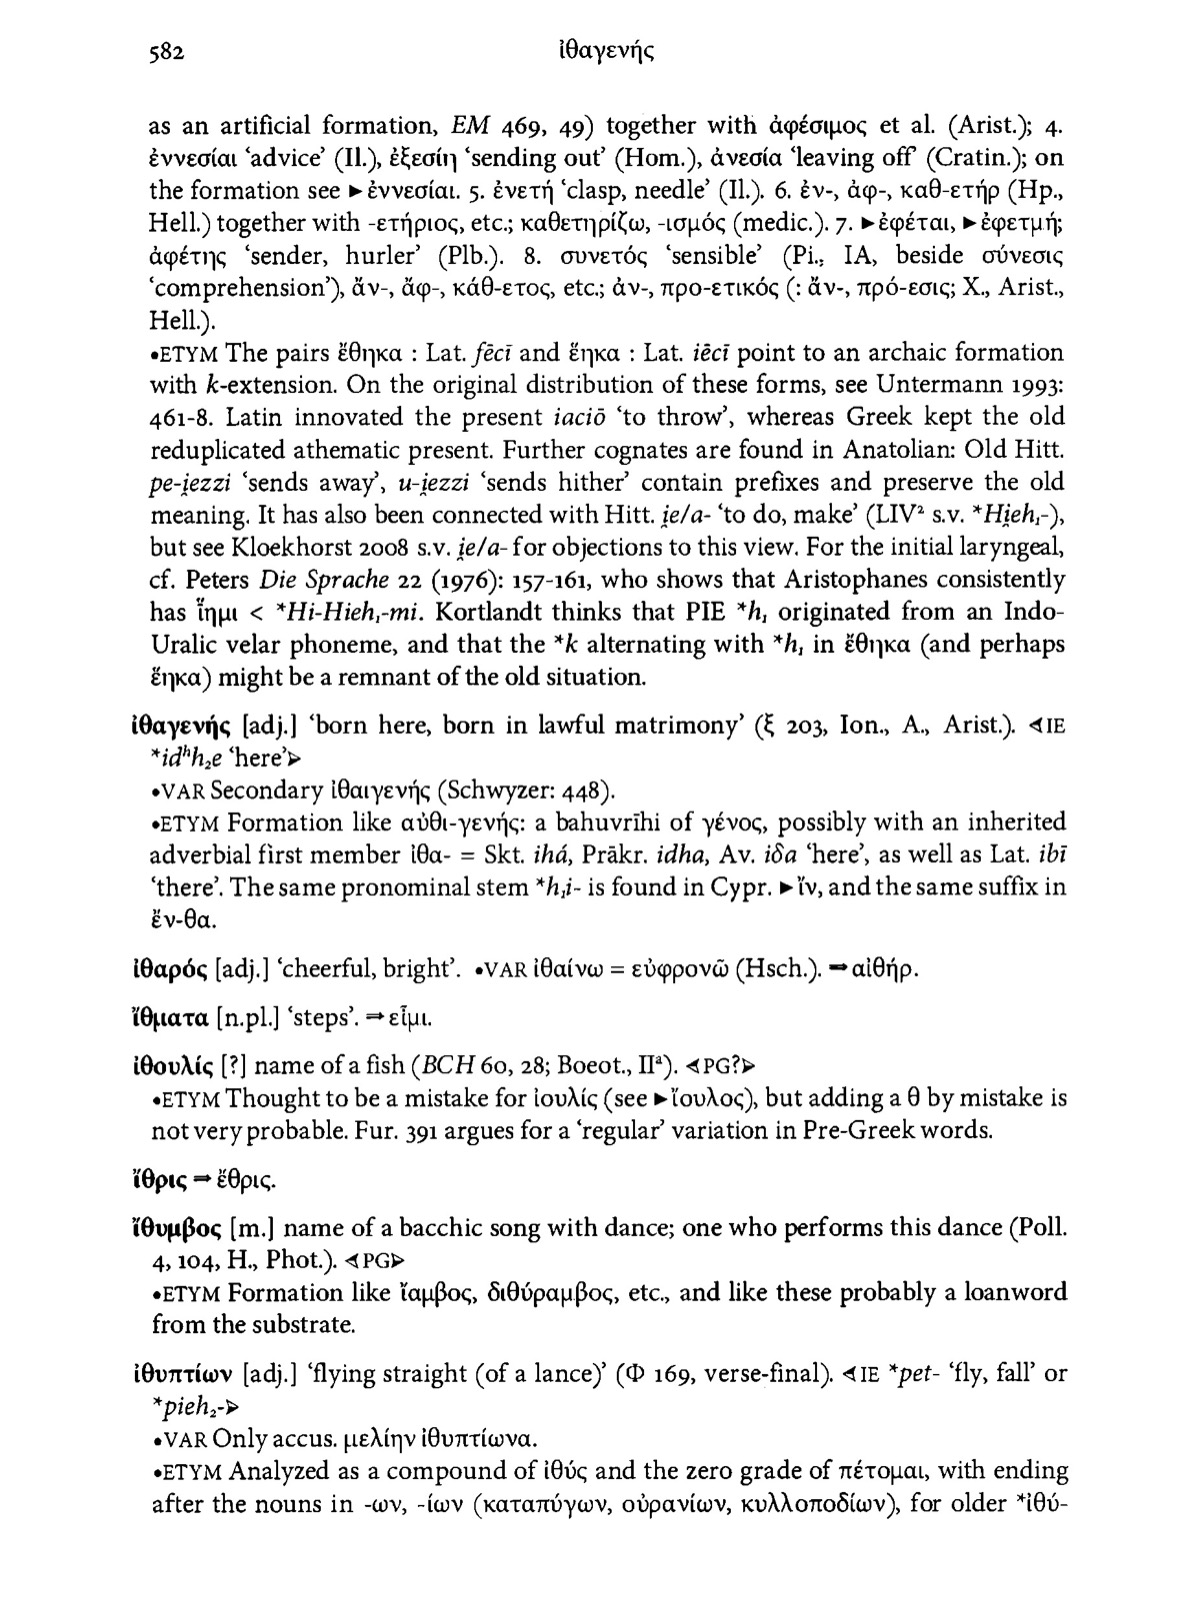 582 ἰθαγενής
as an artificial formation, EM 469, 49) together with ἀφέσιμος et al. (Arist.); 4.
ἐννεσίαι ‘advice’ (Il.), ἐξεσίη ‘sending out’ (Hom.), ἀνεσία ‘leaving off’ (Cratin.); on
the formation see ►ἐννεσίαι. 5. ἐνετή ‘clasp, needle’ (Il.). 6. ἐν-, ἀφ-, καθ-ετήρ (Hp.,
Hell.) together with -ετήριος, etc.; καθετηρίζω, -ισμός (medic.). 7. ►ἐφέται, ►ἐφετμή;
ἀφέτης ‘sender, hurler’ (Plb.). 8. συνετός ‘sensible’ (Pi., IA, beside σύνεσις
‘comprehension’), ἄν-, ἄφ-, κάθ-ετος, etc.; ἀν-, προ-ετικός (: ἄν-, πρό-εσις; X., Arist.,
Hell.).
•ETYM The pairs ἔθηκα : Lat. fēcī and ἕηκα : Lat. iēcī point to an archaic formation
with k-extension. On the original distribution of these forms, see Untermann 1993:
461-8. Latin innovated the present iaciō ‘to throw’, whereas Greek kept the old
reduplicated athematic present. Further cognates are found in Anatolian: Old Hitt.
pe-i̯ezzi ‘sends away’, u-i̯ezzi ‘sends hither’ contain prefixes and preserve the old
meaning. It has also been connected with Hitt. i̯e/a- ‘to do, make’ (LIV² s.v. *Hi̯eh₁-),
but see Kloekhorst 2008 s.v. i̯e/a- for objections to this view. For the initial laryngeal,
cf. Peters Die Sprache 22 (1976): 157-161, who shows that Aristophanes consistently
has ἵ̄ημι < *Hi-Hieh₁-mi. Kortlandt thinks that PIE *h₁ originated from an Indo-
Uralic velar phoneme, and that the *k alternating with *h₁ in ἔθηκα (and perhaps
ἕηκα) might be a remnant of the old situation.
ἰθαγενής [adj.] ‘born here, born in lawful matrimony’ (ξ 203, Ion., A., Arist.). ⊲IE
*idʰh₂e ‘here’⊳
•VAR Secondary ἰθαιγενής (Schwyzer: 448).
•ETYM Formation like αὐθι-γενής: a bahuvrīhi of γένος, possibly with an inherited
adverbial first member ἰθα- = Skt. ihá, Prākr. idha, Av. iδa ‘here’, as well as Lat. ibī
‘there’. The same pronominal stem *h₁i- is found in Cypr. ►ἴν, and the same suffix in
ἔν-θα.
ἰθαρός [adj.] ‘cheerful, bright’. •VAR ἰθαίνω = εὐφρονῶ (Hsch.). ⇒αἰθήρ.
ἴθματα [n.pl.] ‘steps’. ⇒εἶμι.
ἰθουλίς [?] name of a fish (BCH 60, 28; Boeot., IIᵃ). ⊲PG?⊳
•ETYM Thought to be a mistake for ἰουλίς (see ►ἴουλος), but adding a θ by mistake is
not very probable. Fur. 391 argues for a ‘regular’ variation in Pre-Greek words.
ἴθρις ⇒ ἔθρις.
ἴθυμβος [m.] name of a bacchic song with dance; one who performs this dance (Poll.
4, 104, H., Phot.). ⊲PG⊳
•ETYM Formation like ἴαμβος, διθύραμβος, etc., and like these probably a loanword
from the substrate.
ἰθυπτίων [adj.] ‘flying straight (of a lance)’ (Φ 169, verse-final). ⊲IE *pet- ‘fly, fall’ or
*pieh₂-⊳
•VAR Only accus. μελίην ἰθυπτίωνα.
•ETYM Analyzed as a compound of ἰθύς and the zero grade of πέτομαι, with ending
after the nouns in -ων, -ίων (καταπύγων, οὐρανίων, κυλλοποδίων), for older *ἰθύ-